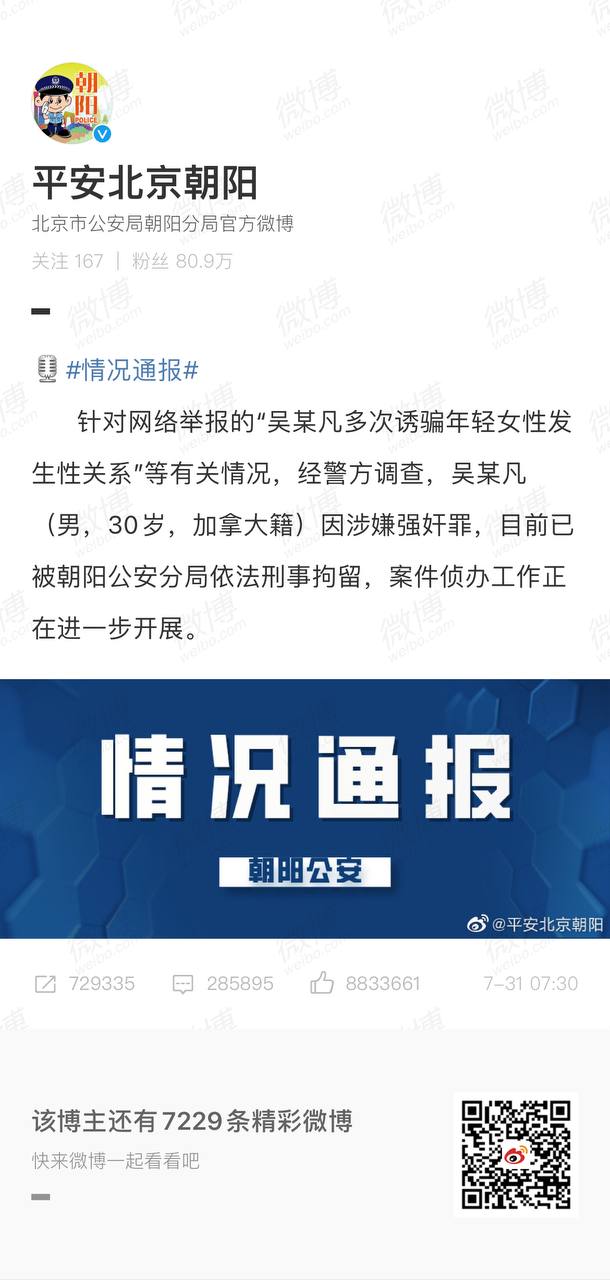 朝
阳
POLICE
平安北京朝阳
北京市公安局朝阳分局官方微博
关注 167 | 粉丝 80.9万
#情况通报#
针对网络举报的“吴某凡多次诱骗年轻女性发
生性关系”等有关情况，经警方调查，吴某凡
（男，30岁，加拿大籍）因涉嫌强奸罪，目前已
被朝阳公安分局依法刑事拘留，案件侦办工作正
在进一步开展。
情况通报
朝阳公安
@平安北京朝阳
729335 285895 8833661 7-31 07:30
该博主还有7229条精彩微博
快来微博一起看看吧
微博
weibo.com